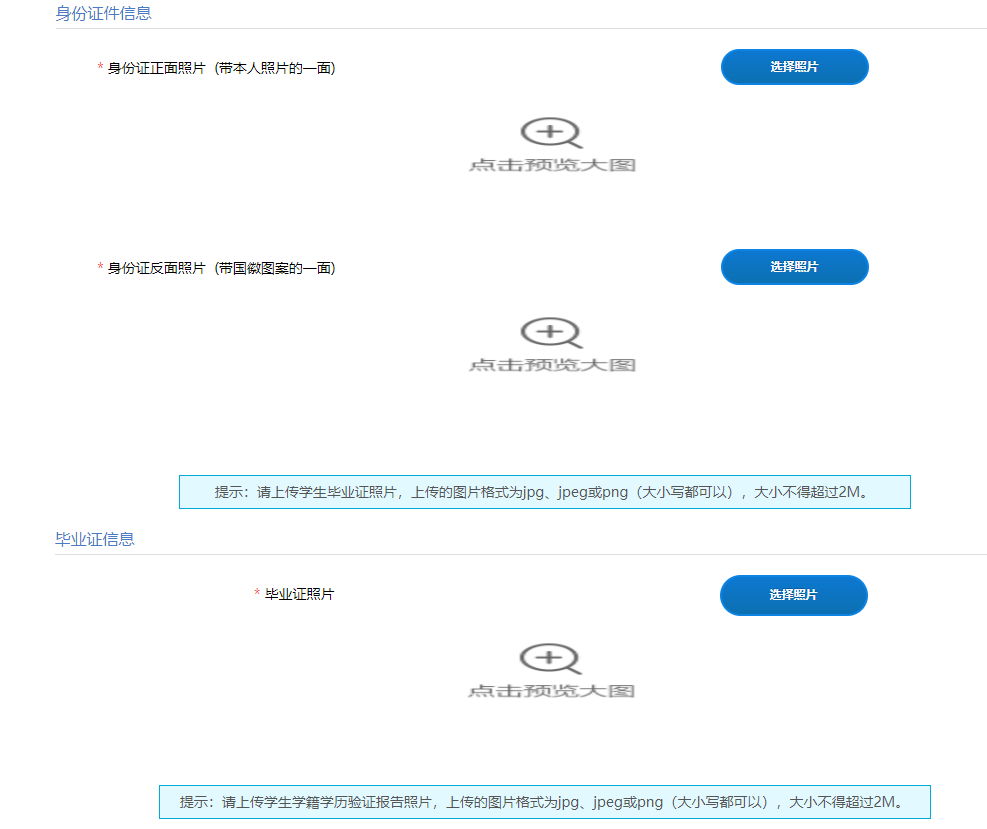 身份证件信息
* 身份证正面照片（带本人照片的一面)
选择照片
点击预览大图
* 身份证反面照片（带国徽图案的一面)
选择照片
点击预览大图
提示：请上传学生毕业证照片，上传的图片格式为jpg、jpeg或png（大小写都可以），大小不得超过2M。
毕业证信息
* 毕业证照片
选择照片
点击预览大图
提示：请上传学生学籍学历验证报告照片，上传的图片格式为jpg、jpeg或png（大小写都可以），大小不得超过2M。